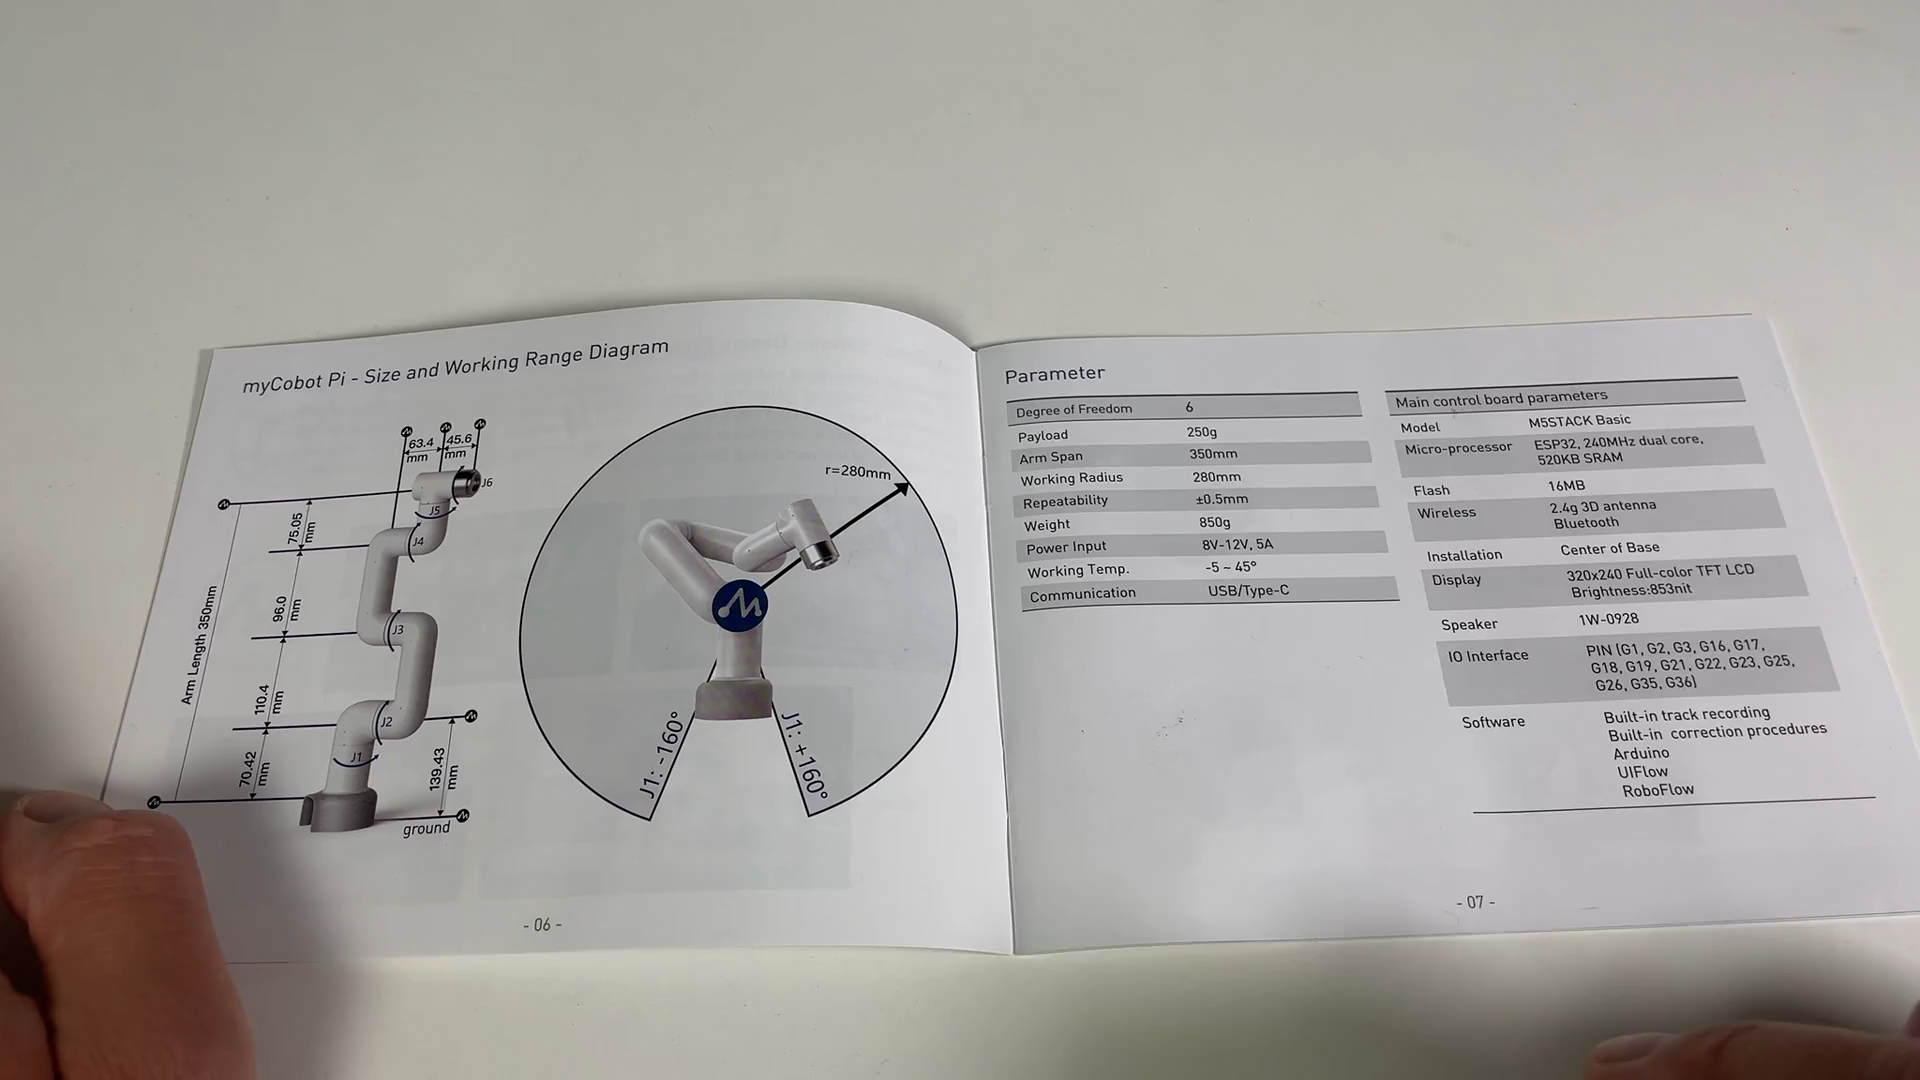 myCobot Pi - Size and Working Range Diagram
63.4
mm
45.6
mm
J6
J5
75.05
mm
J4
Arm Length 350mm
96.0
mm
J3
110.4
mm
J2
J1
70.42
mm
139.43
mm
ground
r=280mm
J1: -160°
J1: +160°
- 06 -
Parameter
Degree of Freedom 6
Payload 250g
Arm Span 350mm
Working Radius 280mm
Repeatability ±0.5mm
Weight 850g
Power Input 8V-12V, 5A
Working Temp. -5 ~ 45°
Communication USB/Type-C
Main control board parameters
Model M5STACK Basic
Micro-processor ESP32, 240MHz dual core,
520KB SRAM
Flash 16MB
Wireless 2.4g 3D antenna
Bluetooth
Installation Center of Base
Display 320x240 Full-color TFT LCD
Brightness:853nit
Speaker 1W-0928
IO Interface PIN (G1, G2, G3, G16, G17,
G18, G19, G21, G22, G23, G25,
G26, G35, G36)
Software Built-in track recording
Built-in correction procedures
Arduino
UIFlow
RoboFlow
- 07 -